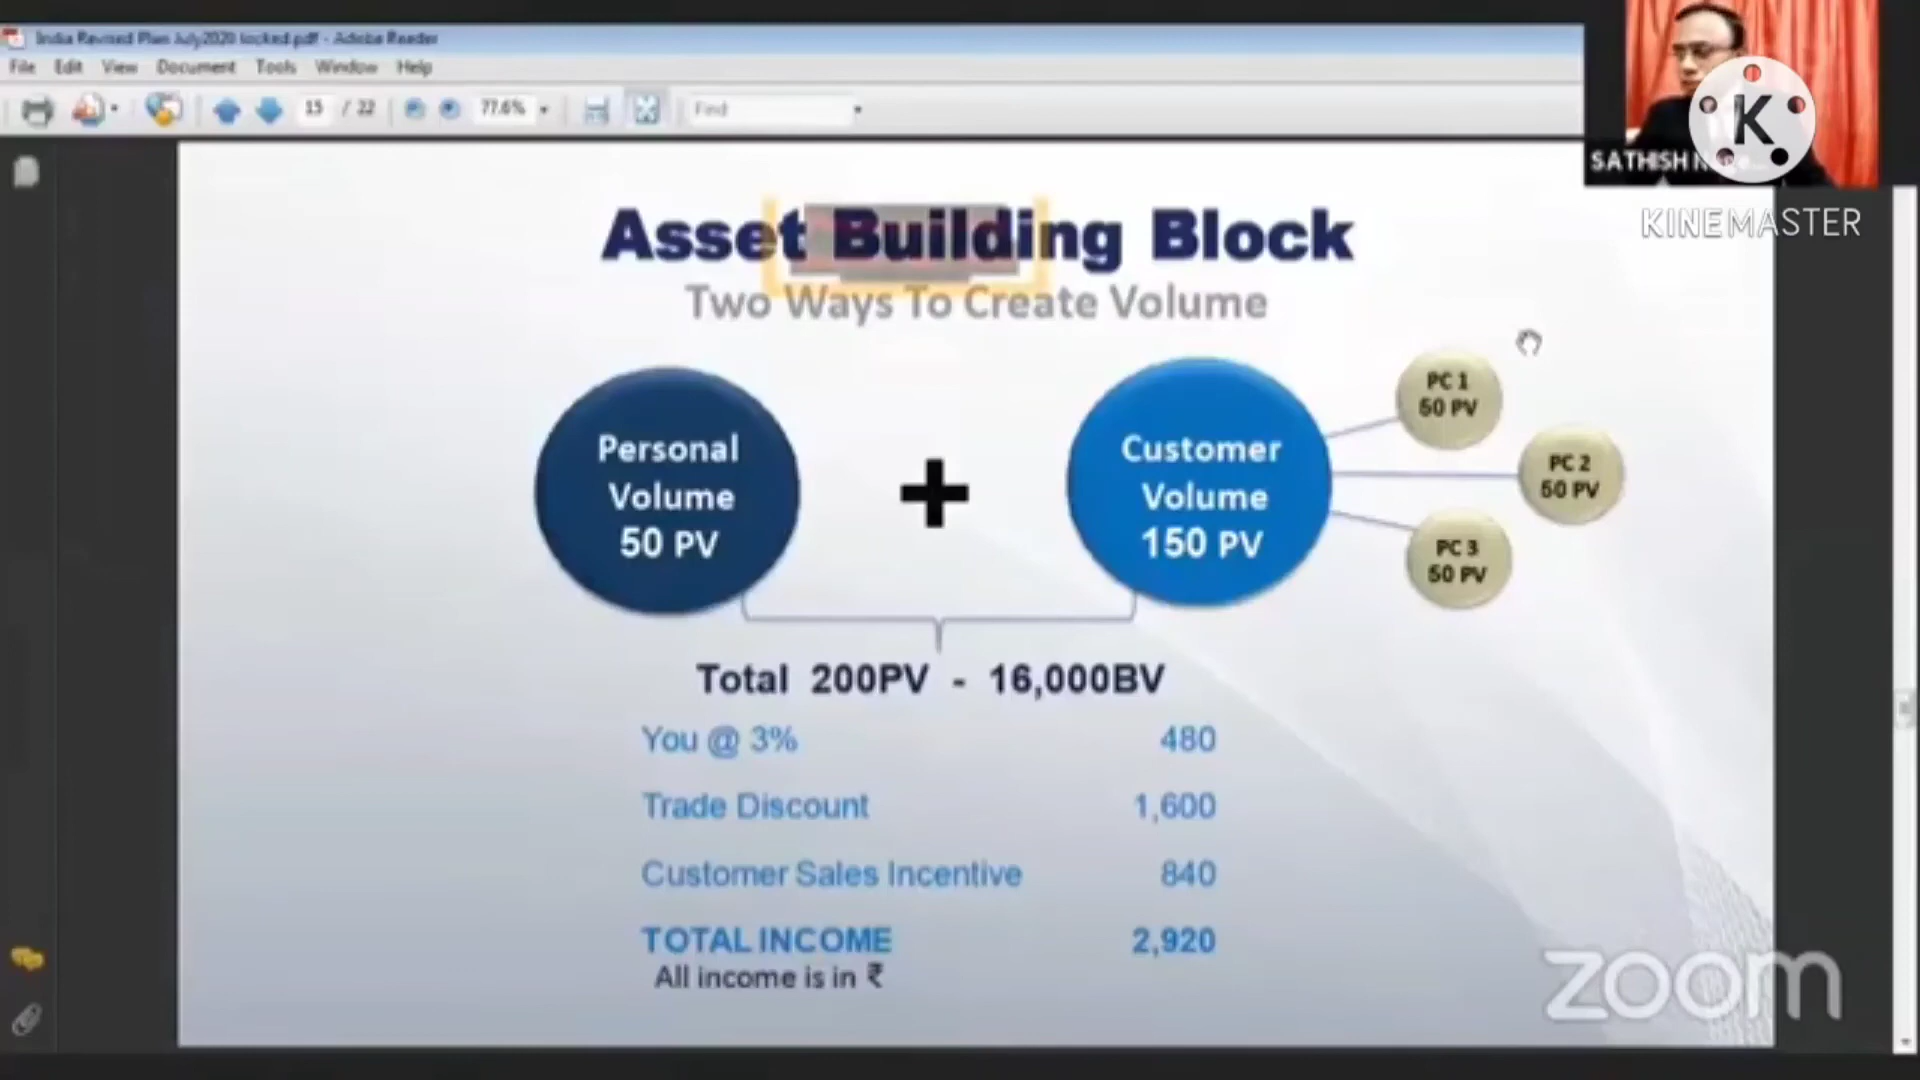 India Revised Plan July2020 locked.pdf - Adobe Reader
File Edit View Document Tools Window Help
15 / 22 77.6% Find
SATHISH
K
KINEMASTER
Asset Building Block
Two Ways To Create Volume
Personal
Volume
50 PV
+
Customer
Volume
150 PV
PC 1
50 PV
PC 2
50 PV
PC 3
50 PV
Total 200PV - 16,000BV
You @ 3% 480
Trade Discount 1,600
Customer Sales Incentive 840
TOTAL INCOME 2,920
All income is in ₹
zoom